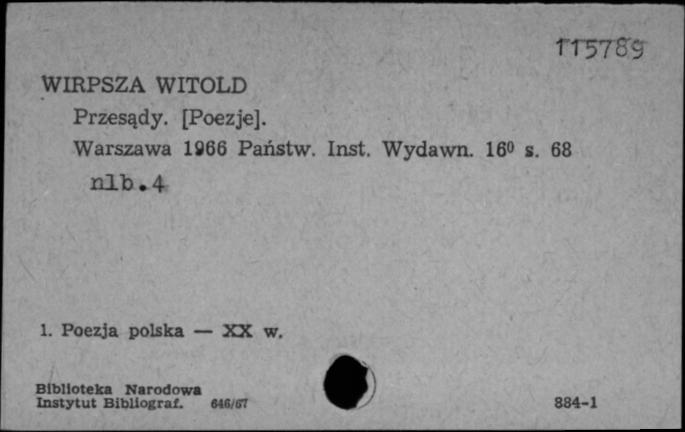 115789
WIRPSZA WITOLD
Przesądy. [Poezje].
Warszawa 1966 Państw. Inst. Wydawn. 16⁰ s. 68
nlb.4
1. Poezja polska — XX w.
Biblioteka Narodowa
Instytut Bibliograf. 646/67
884-1